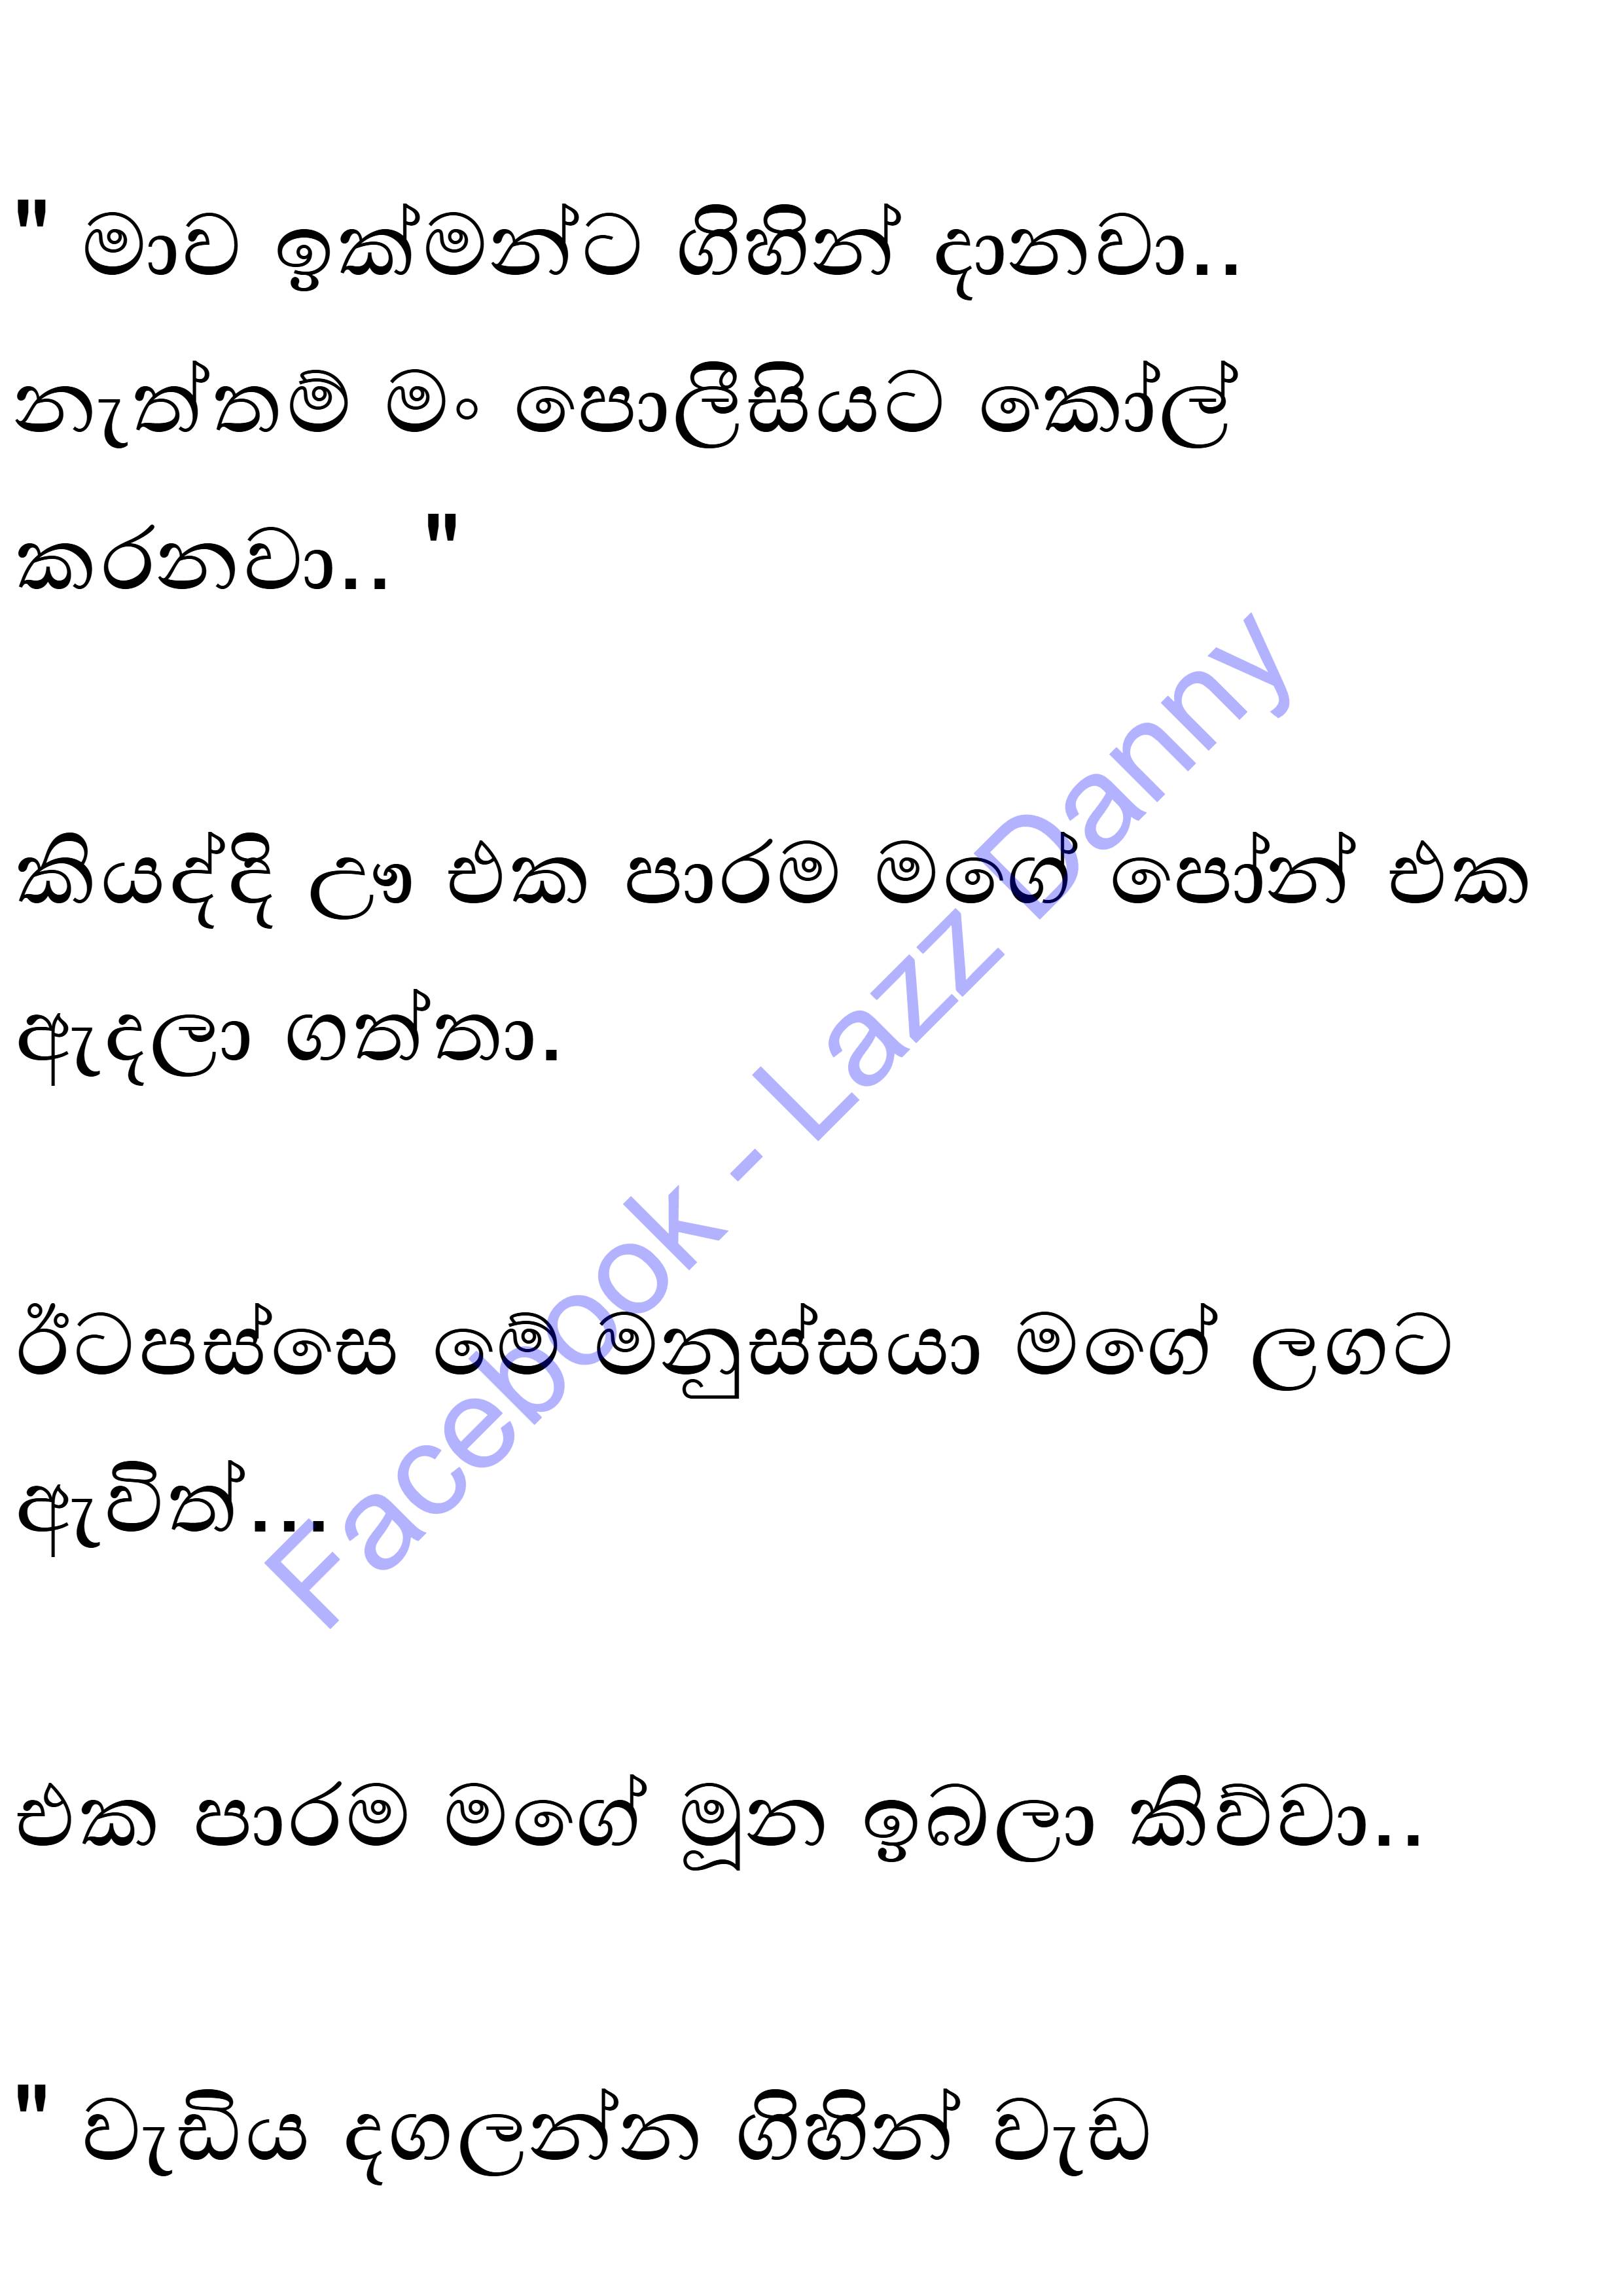 " මාව ඉක්මන්ට ගිහින් දානවා..
නැත්තම් මං පොලිසියට කෝල්
කරනවා.. "
කියද්දි ඌ එක පාරම මගේ පෝන් එක
ඇදලා ගත්තා.
ඊටපස්සෙ මේ මනුස්සයා මගේ ලගට
ඇවිත්...
එක පාරම මගේ මූන ඉබලා කිව්වා..
" වැඩිය දගලන්න ගිහින් වැඩ
Facebook - Lazz Danny